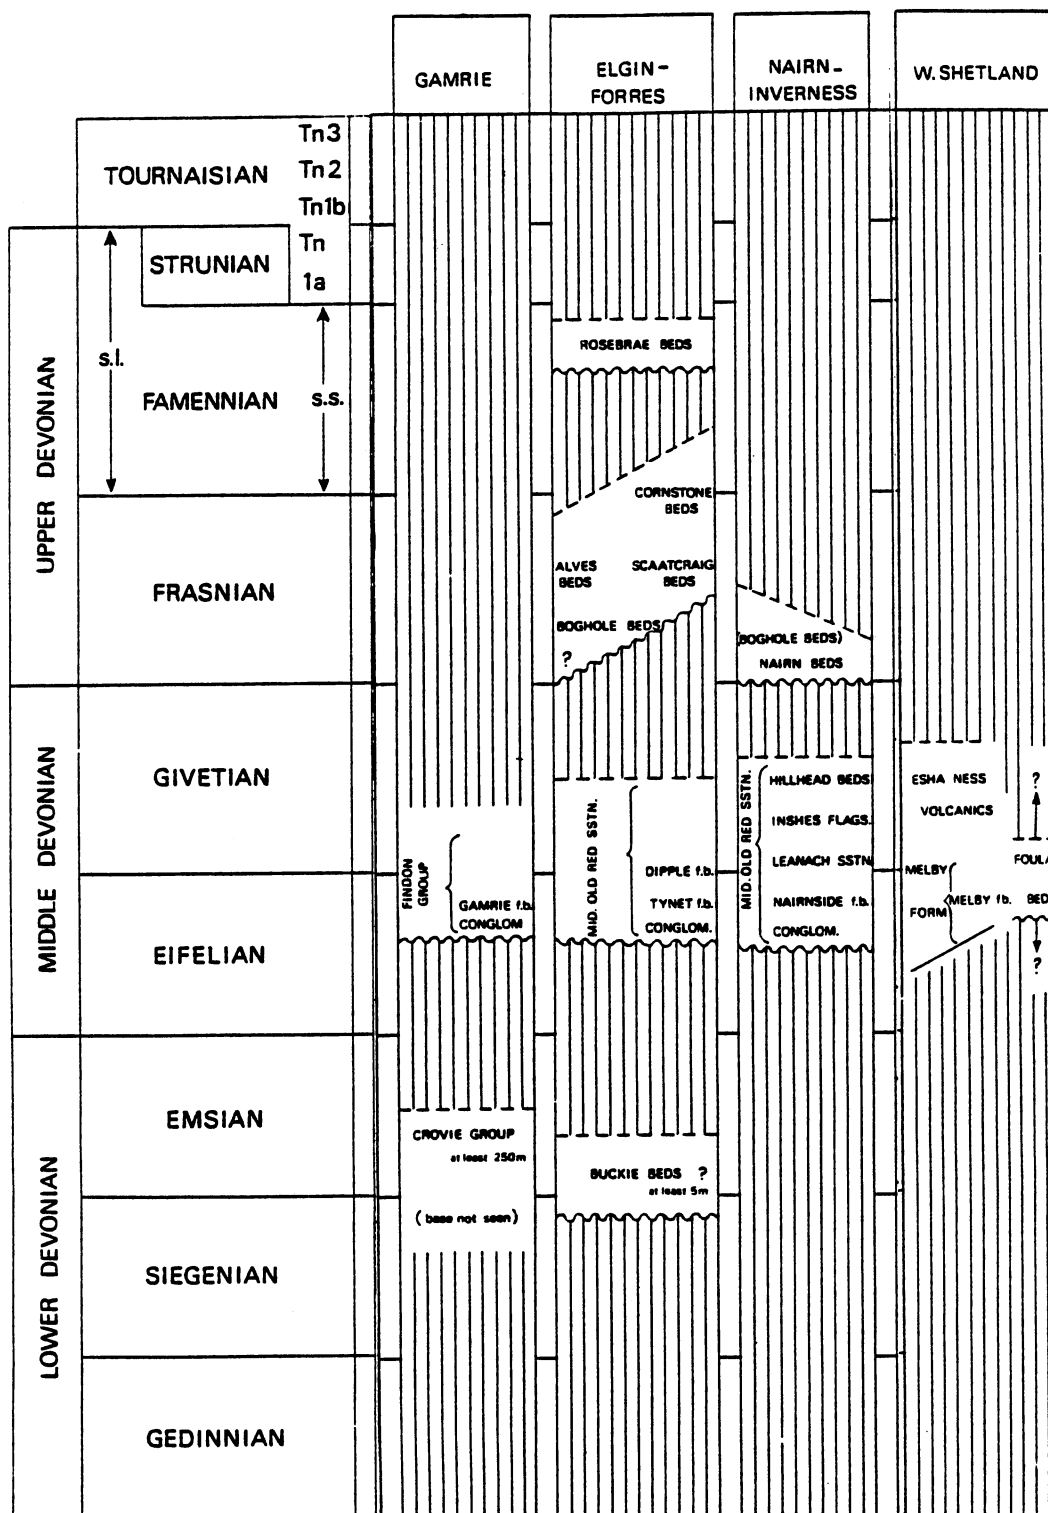 GAMRIE
ELGIN-
FORRES
NAIRN-
INVERNESS
W. SHETLAND
TOURNAISIAN
Tn3
Tn2
Tn1b
STRUNIAN
Tn
1a
s.l.
s.s.
UPPER DEVONIAN
FAMENNIAN
FRASNIAN
MIDDLE DEVONIAN
GIVETIAN
EIFELIAN
LOWER DEVONIAN
EMSIAN
SIEGENIAN
GEDINNIAN
FINDON
GROUP
GAMRIE f.b.
CONGLOM
CROVIE GROUP
at least 250m
(base not seen)
ROSEBRAE BEDS
CORNSTONE
BEDS
ALVES
BEDS
SCAATCRAIG
BEDS
BOGHOLE BEDS
?
MID. OLD RED SSTN.
DIPPLE f.b.
TYNET f.b.
CONGLOM.
BUCKIE BEDS ?
at least 5m
(BOGHOLE BEDS)
NAIRN BEDS
MID. OLD RED SSTN.
HILLHEAD BEDS
INSHES FLAGS.
LEANACH SSTN
NAIRNSIDE f.b.
CONGLOM.
ESHA NESS
VOLCANICS
?
MELBY
FORM
MELBY f.b.
FOULA
BED
?